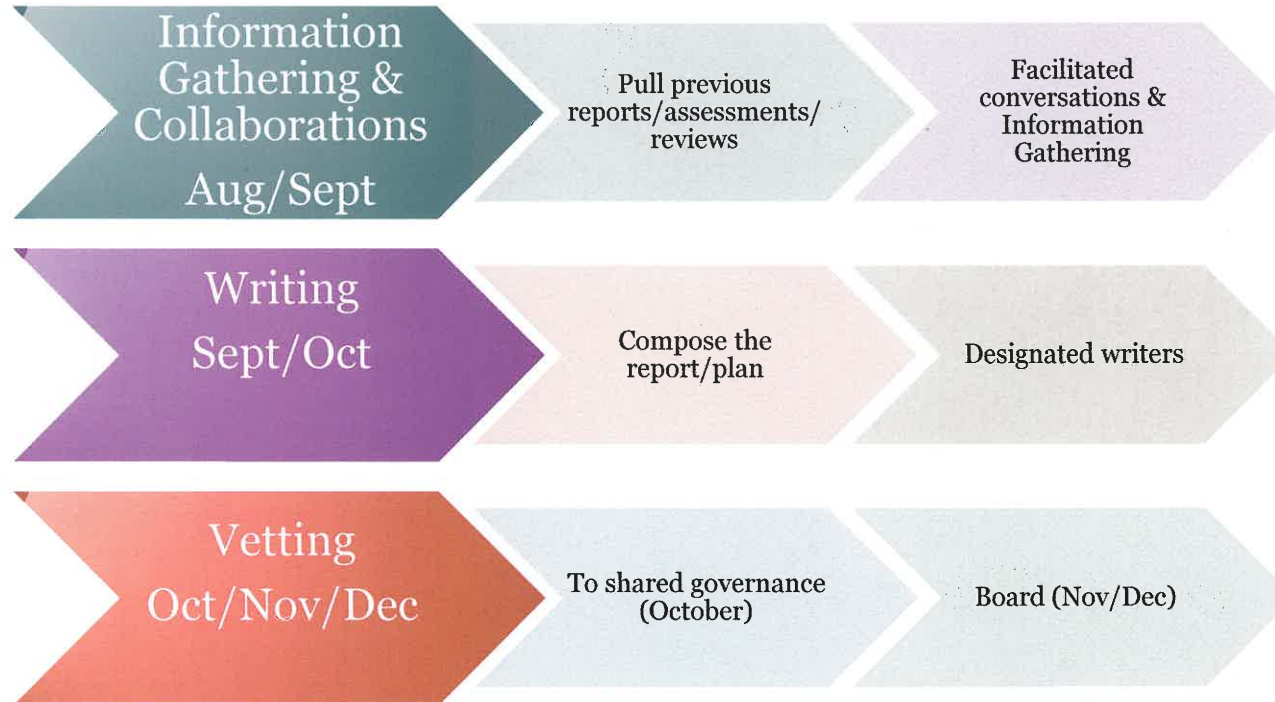 Information
Gathering &
Collaborations
Aug/Sept
Pull previous
reports/assessments/
reviews
Facilitated
conversations &
Information
Gathering
Writing
Sept/Oct
Compose the
report/plan
Designated writers
Vetting
Oct/Nov/Dec
To shared governance
(October)
Board (Nov/Dec)